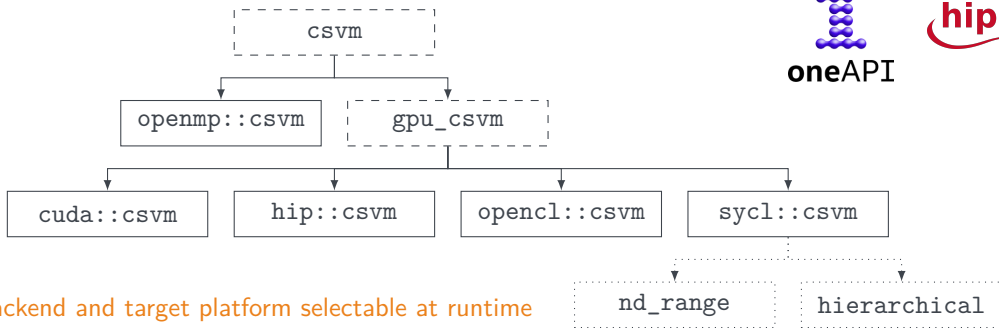 csvm
hip
oneAPI
openmp::csvm
gpu_csvm
cuda::csvm
hip::csvm
opencl::csvm
sycl::csvm
ackend and target platform selectable at runtime
nd_range
hierarchical